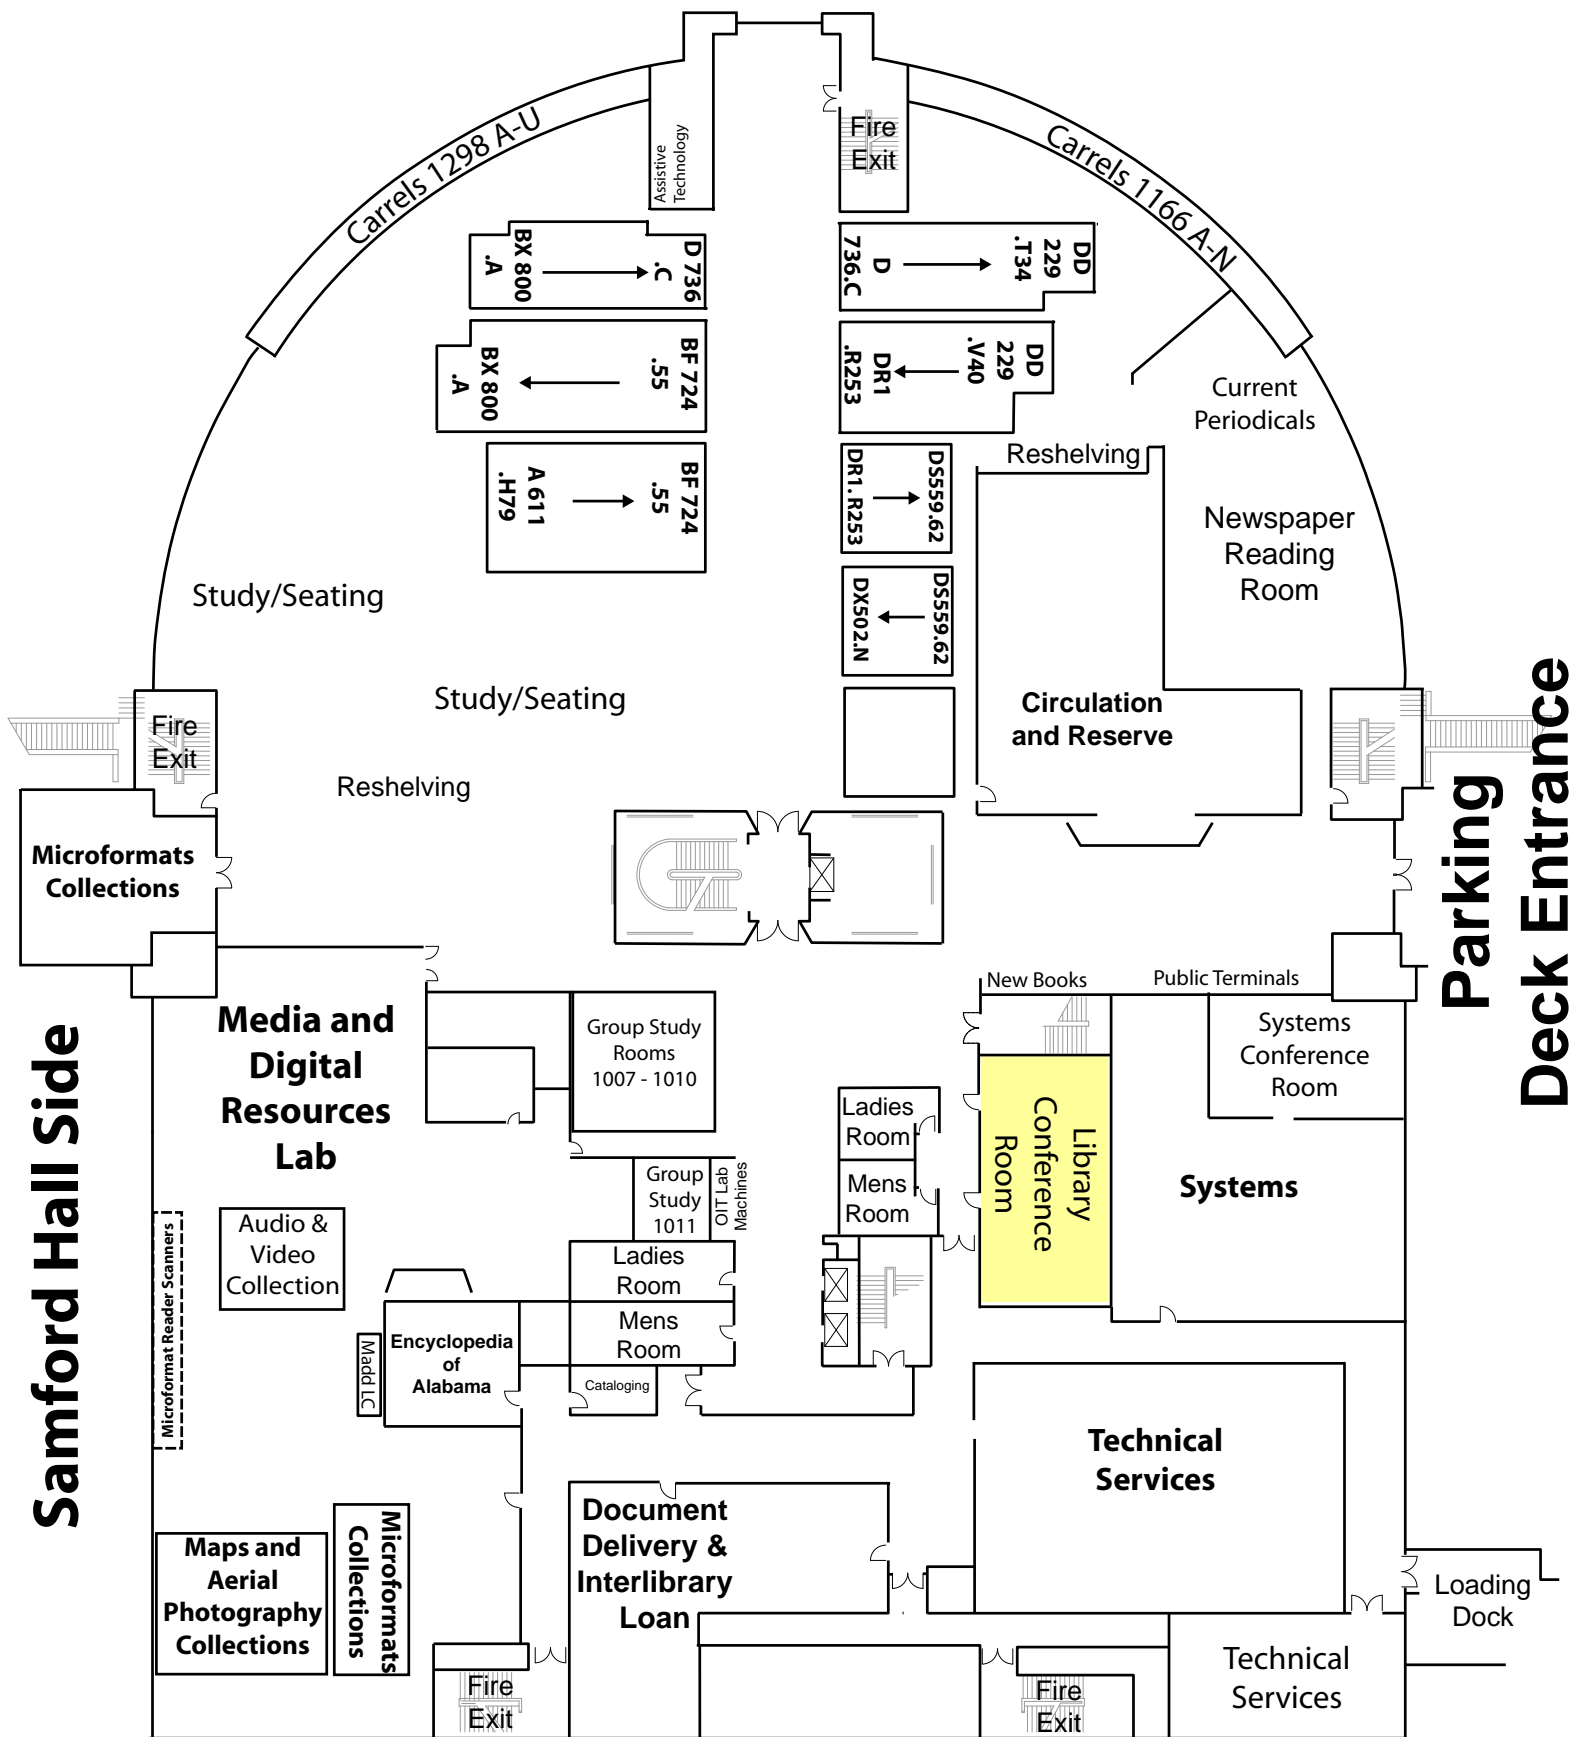 Carrels 1298 A-U
Assistive
Technology
Fire
Exit
Carrels 1166 A-N
BX 800
.A
D 736
.C
D
736.C
DD
229
.T34
BX 800
.A
BF 724
.55
DR1
.R253
DD
229
.V40
Current
Periodicals
A 611
.H79
BF 724
.55
DR1. R253
DS559.62
Reshelving
Newspaper
Reading
Room
Study/Seating
DX502.N
DS559.62
Study/Seating
Circulation
and Reserve
Fire
Exit
Reshelving
Parking
Deck Entrance
Microformats
Collections
New Books
Public Terminals
Samford Hall Side
Media and
Digital
Resources
Lab
Group Study
Rooms
1007 - 1010
Systems
Conference
Room
Ladies
Room
Library
Conference
Room
Group
Study
1011
OIT Lab
Machines
Mens
Room
Systems
Audio &
Video
Collection
Microformat Reader Scanners
Ladies
Room
Mens
Room
Encyclopedia
of
Alabama
Madd LC
Cataloging
Technical
Services
Document
Delivery &
Interlibrary
Loan
Maps and
Aerial
Photography
Collections
Microformats
Collections
Loading
Dock
Fire
Exit
Fire
Exit
Technical
Services